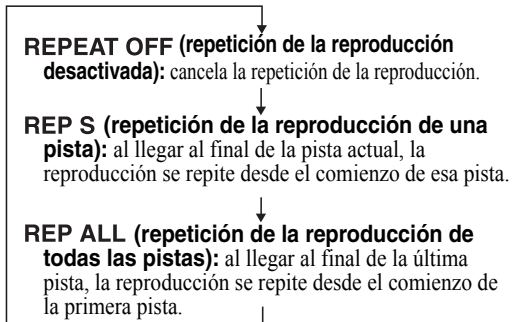 REPEAT OFF (repetición de la reproducción
desactivada): cancela la repetición de la reproducción.
REP S (repetición de la reproducción de una
pista): al llegar al final de la pista actual, la
reproducción se repite desde el comienzo de esa pista.
REP ALL (repetición de la reproducción de
todas las pistas): al llegar al final de la última
pista, la reproducción se repite desde el comienzo de
la primera pista.